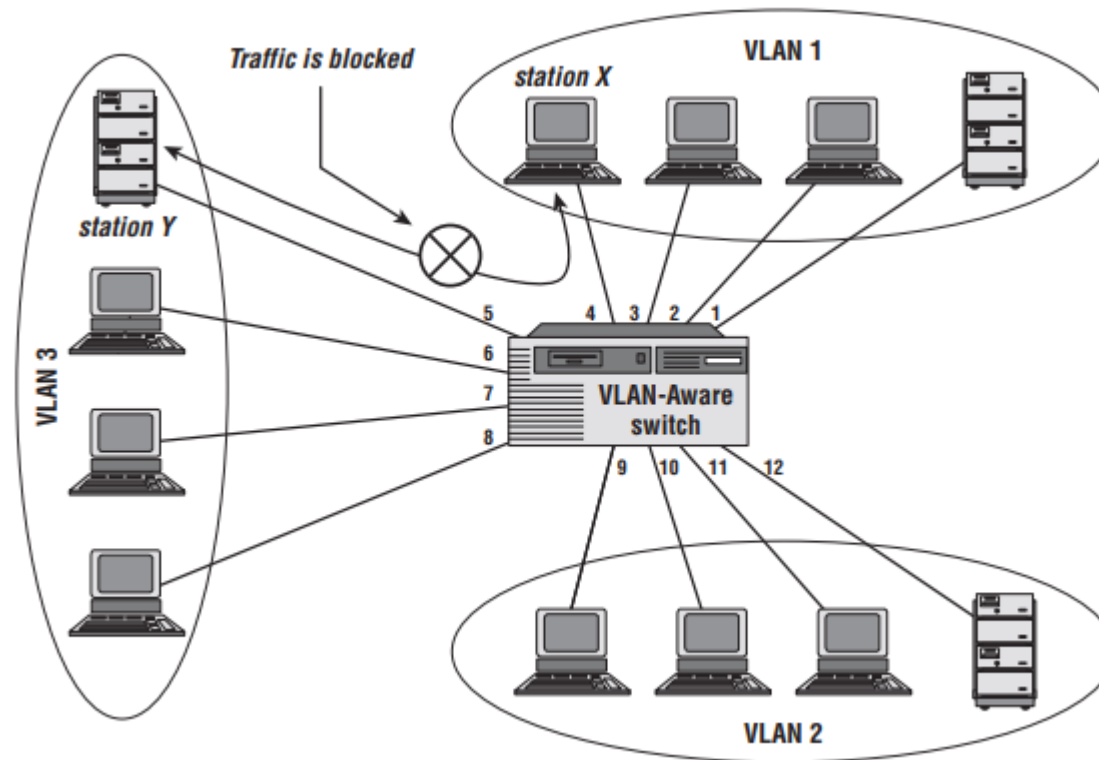 Traffic is blocked
station X
VLAN 1
station Y
VLAN 3
5
4
3
2
1
6
7
8
VLAN-Aware
switch
9
10
11
12
VLAN 2